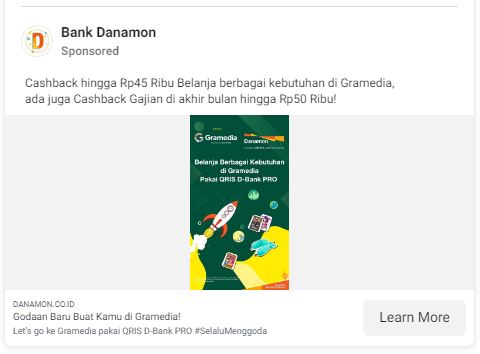 Bank Danamon
Sponsored
Cashback hingga Rp45 Ribu Belanja berbagai kebutuhan di Gramedia,
ada juga Cashback Gajian di akhir bulan hingga Rp50 Ribu!
Gramedia
Danamon
Belanja Berbagai Kebutuhan
di Gramedia
Pakai QRIS D-Bank PRO
DANAMON.CO.ID
Godaan Baru Buat Kamu di Gramedia!
Let's go ke Gramedia pakai QRIS D-Bank PRO #SelaluMenggoda
Learn More